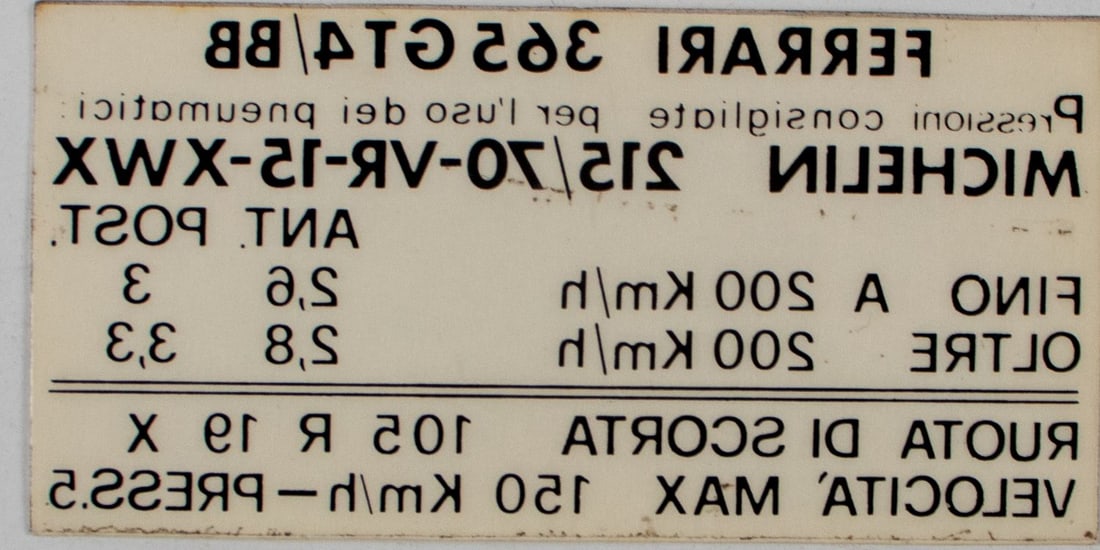 FERRARI 365GT4/BB
Pressioni consigliate per l'uso dei pneumatici:
MICHELIN 215/70-VR-15-XWX
ANT. POST.
FINO A 200 Km/h 2,6 3
OLTRE 200 Km/h 2,8 3,3
RUOTA DI SCORTA 105 R 19 X
VELOCITA' MAX 150 Km/h-PRESS.5